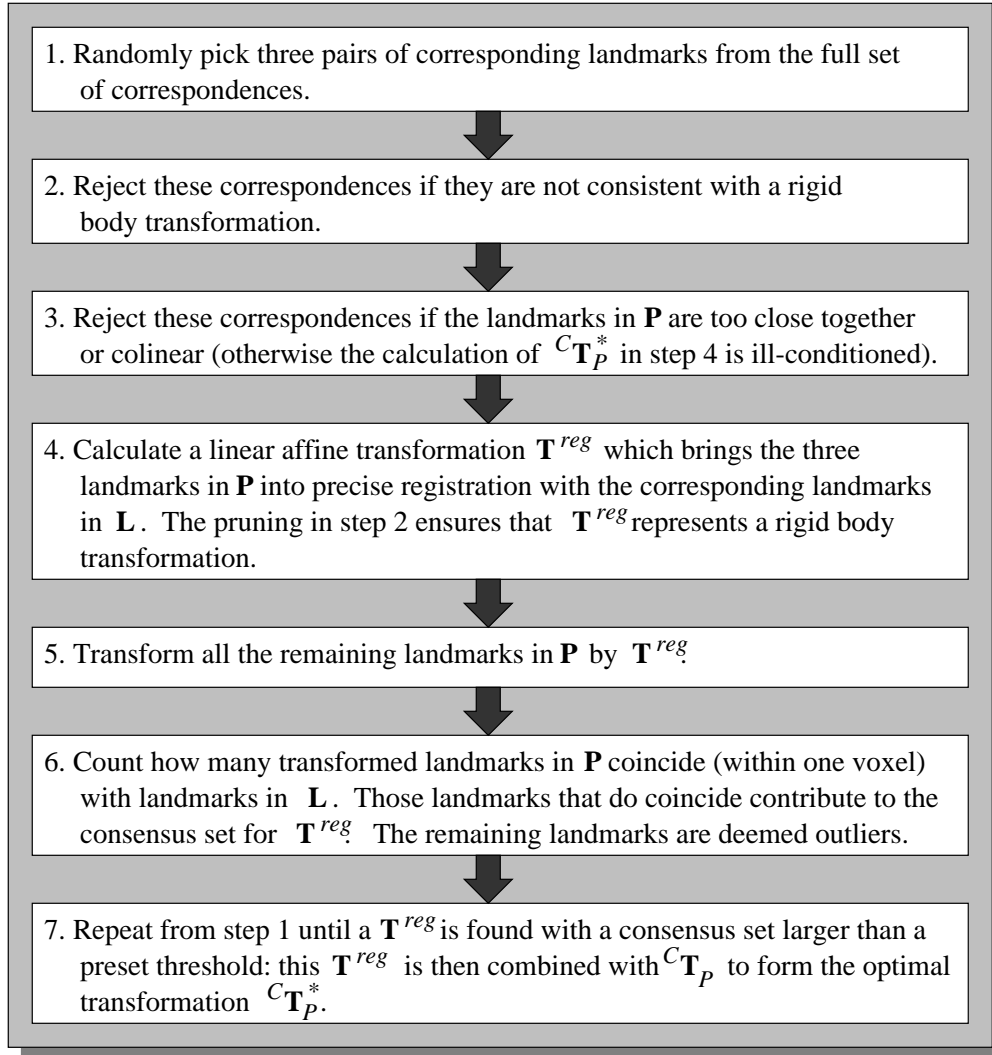 1. Randomly pick three pairs of corresponding landmarks from the full set
of correspondences.
2. Reject these correspondences if they are not consistent with a rigid
body transformation.
3. Reject these correspondences if the landmarks in P are too close together
or colinear (otherwise the calculation of ^C T_P^* in step 4 is ill-conditioned).
4. Calculate a linear affine transformation T^reg which brings the three
landmarks in P into precise registration with the corresponding landmarks
in L. The pruning in step 2 ensures that T^reg represents a rigid body
transformation.
5. Transform all the remaining landmarks in P by T^reg.
6. Count how many transformed landmarks in P coincide (within one voxel)
with landmarks in L. Those landmarks that do coincide contribute to the
consensus set for T^reg. The remaining landmarks are deemed outliers.
7. Repeat from step 1 until a T^reg is found with a consensus set larger than a
preset threshold: this T^reg is then combined with ^C T_P to form the optimal
transformation ^C T_P^*.